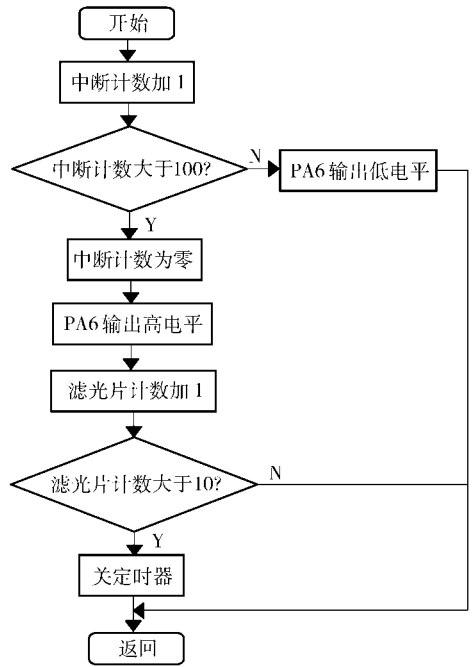 开始
中断计数加1
中断计数大于100?
N
PA6输出低电平
Y
中断计数为零
PA6输出高电平
滤光片计数加1
滤光片计数大于10?
N
Y
关定时器
返回